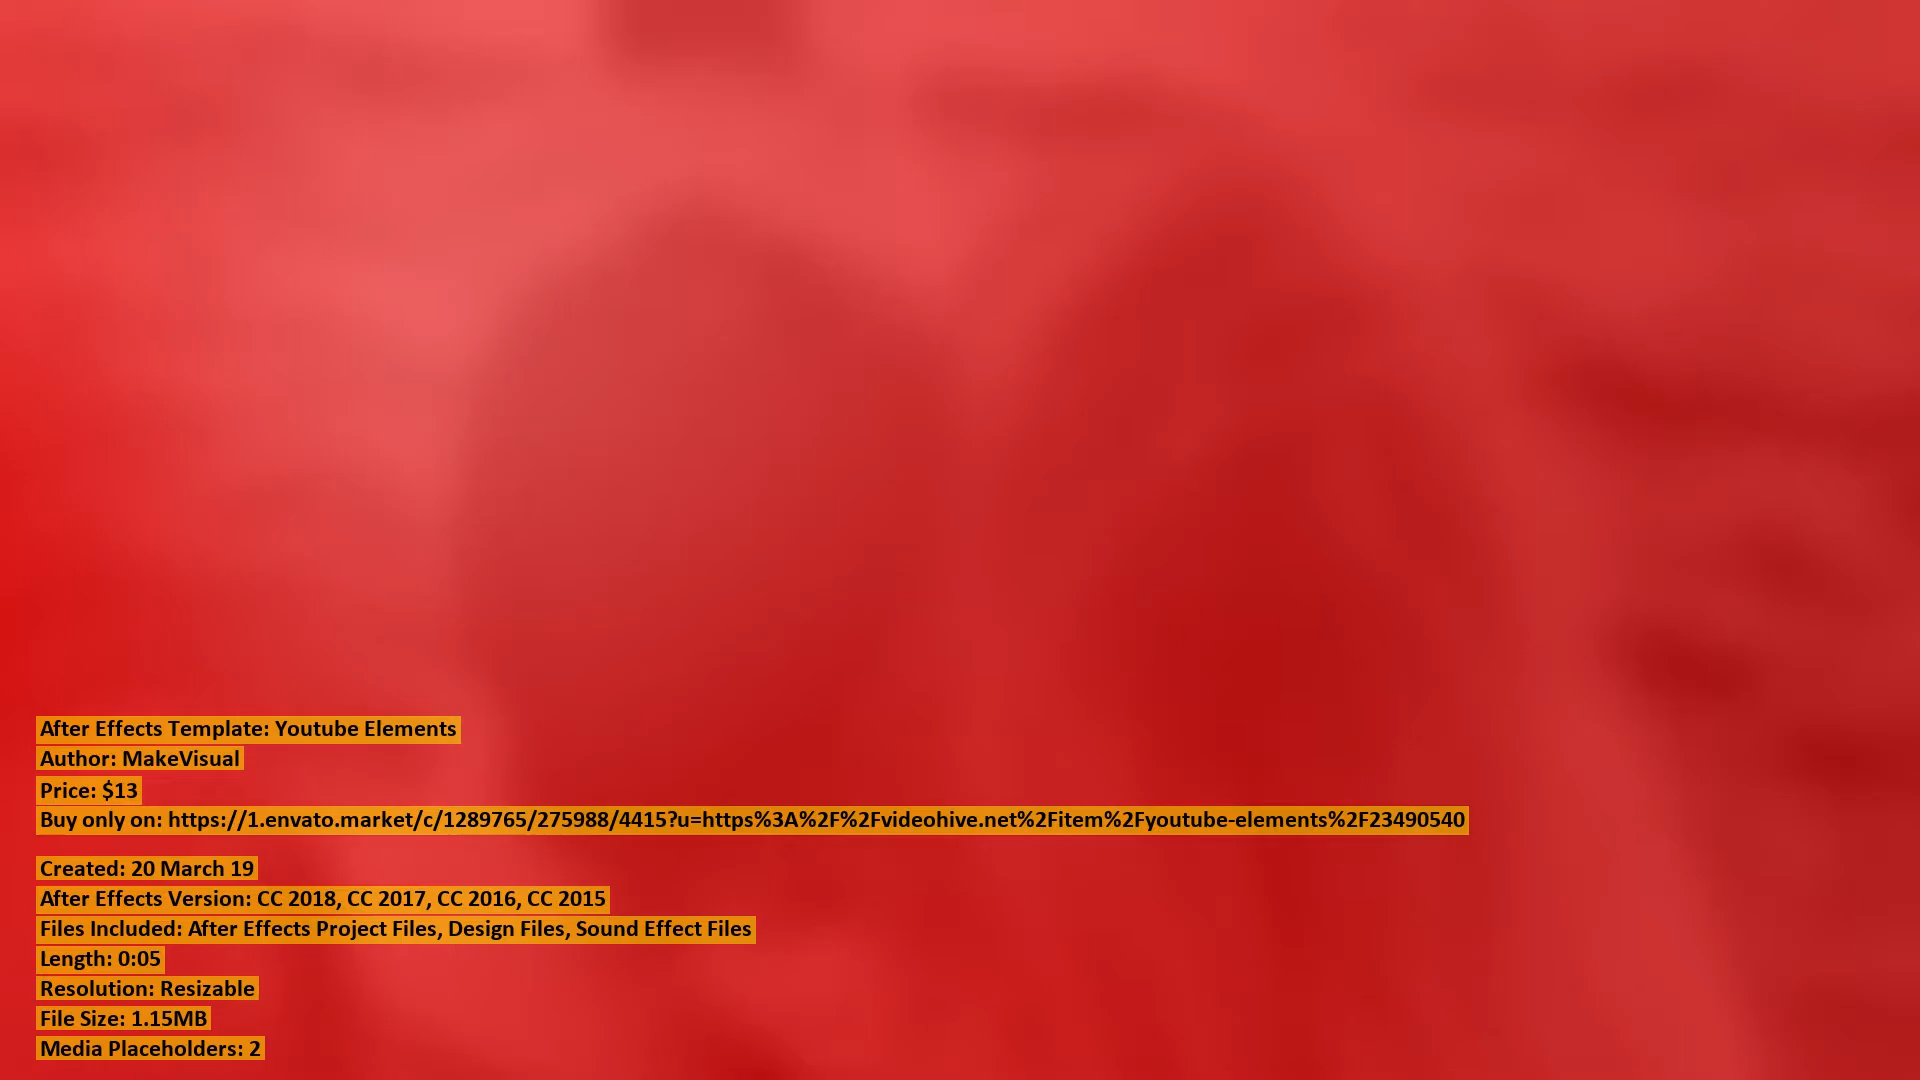 After Effects Template: Youtube Elements
Author: MakeVisual
Price: $13
Buy only on: https://1.envato.market/c/1289765/275988/4415?u=https%3A%2F%2Fvideohive.net%2Fitem%2Fyoutube-elements%2F23490540
Created: 20 March 19
After Effects Version: CC 2018, CC 2017, CC 2016, CC 2015
Files Included: After Effects Project Files, Design Files, Sound Effect Files
Length: 0:05
Resolution: Resizable
File Size: 1.15MB
Media Placeholders: 2